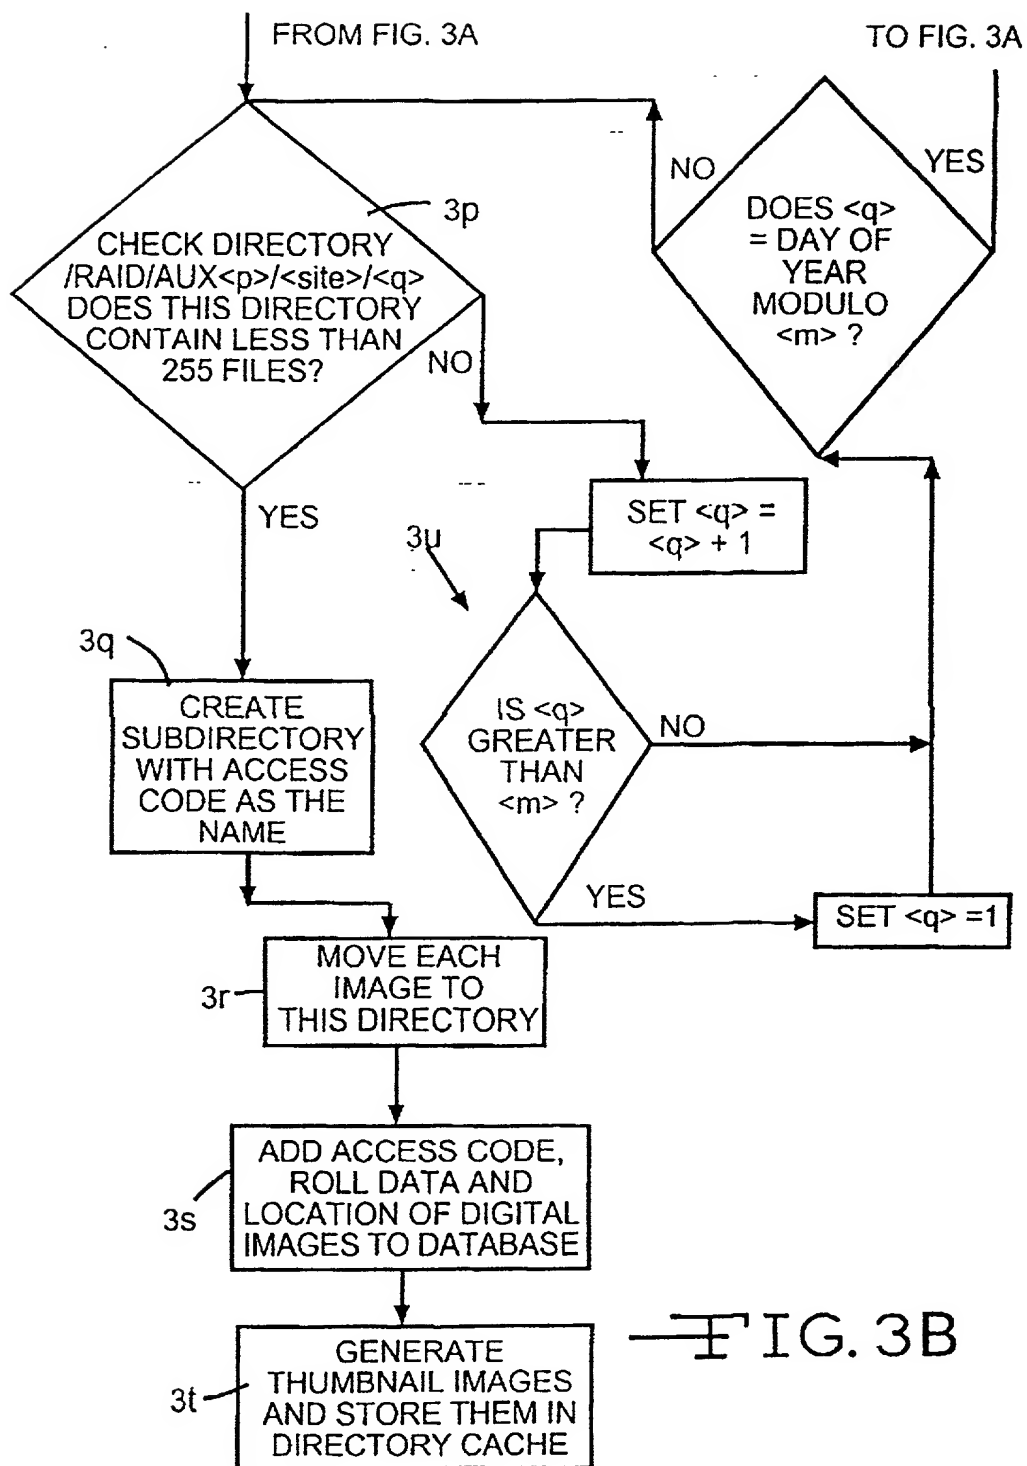 FROM FIG. 3A
TO FIG. 3A
3p
CHECK DIRECTORY
/RAID/AUX<p>/<site>/<q>
DOES THIS DIRECTORY
CONTAIN LESS THAN
255 FILES?
NO
YES
NO
YES
DOES <q>
= DAY OF
YEAR
MODULO
<m> ?
SET <q> =
<q> + 1
3u
IS <q>
GREATER
THAN
<m> ?
NO
YES
SET <q> =1
3q
CREATE
SUBDIRECTORY
WITH ACCESS
CODE AS THE
NAME
3r
MOVE EACH
IMAGE TO
THIS DIRECTORY
3s
ADD ACCESS CODE,
ROLL DATA AND
LOCATION OF DIGITAL
IMAGES TO DATABASE
3t
GENERATE
THUMBNAIL IMAGES
AND STORE THEM IN
DIRECTORY CACHE
FIG. 3B